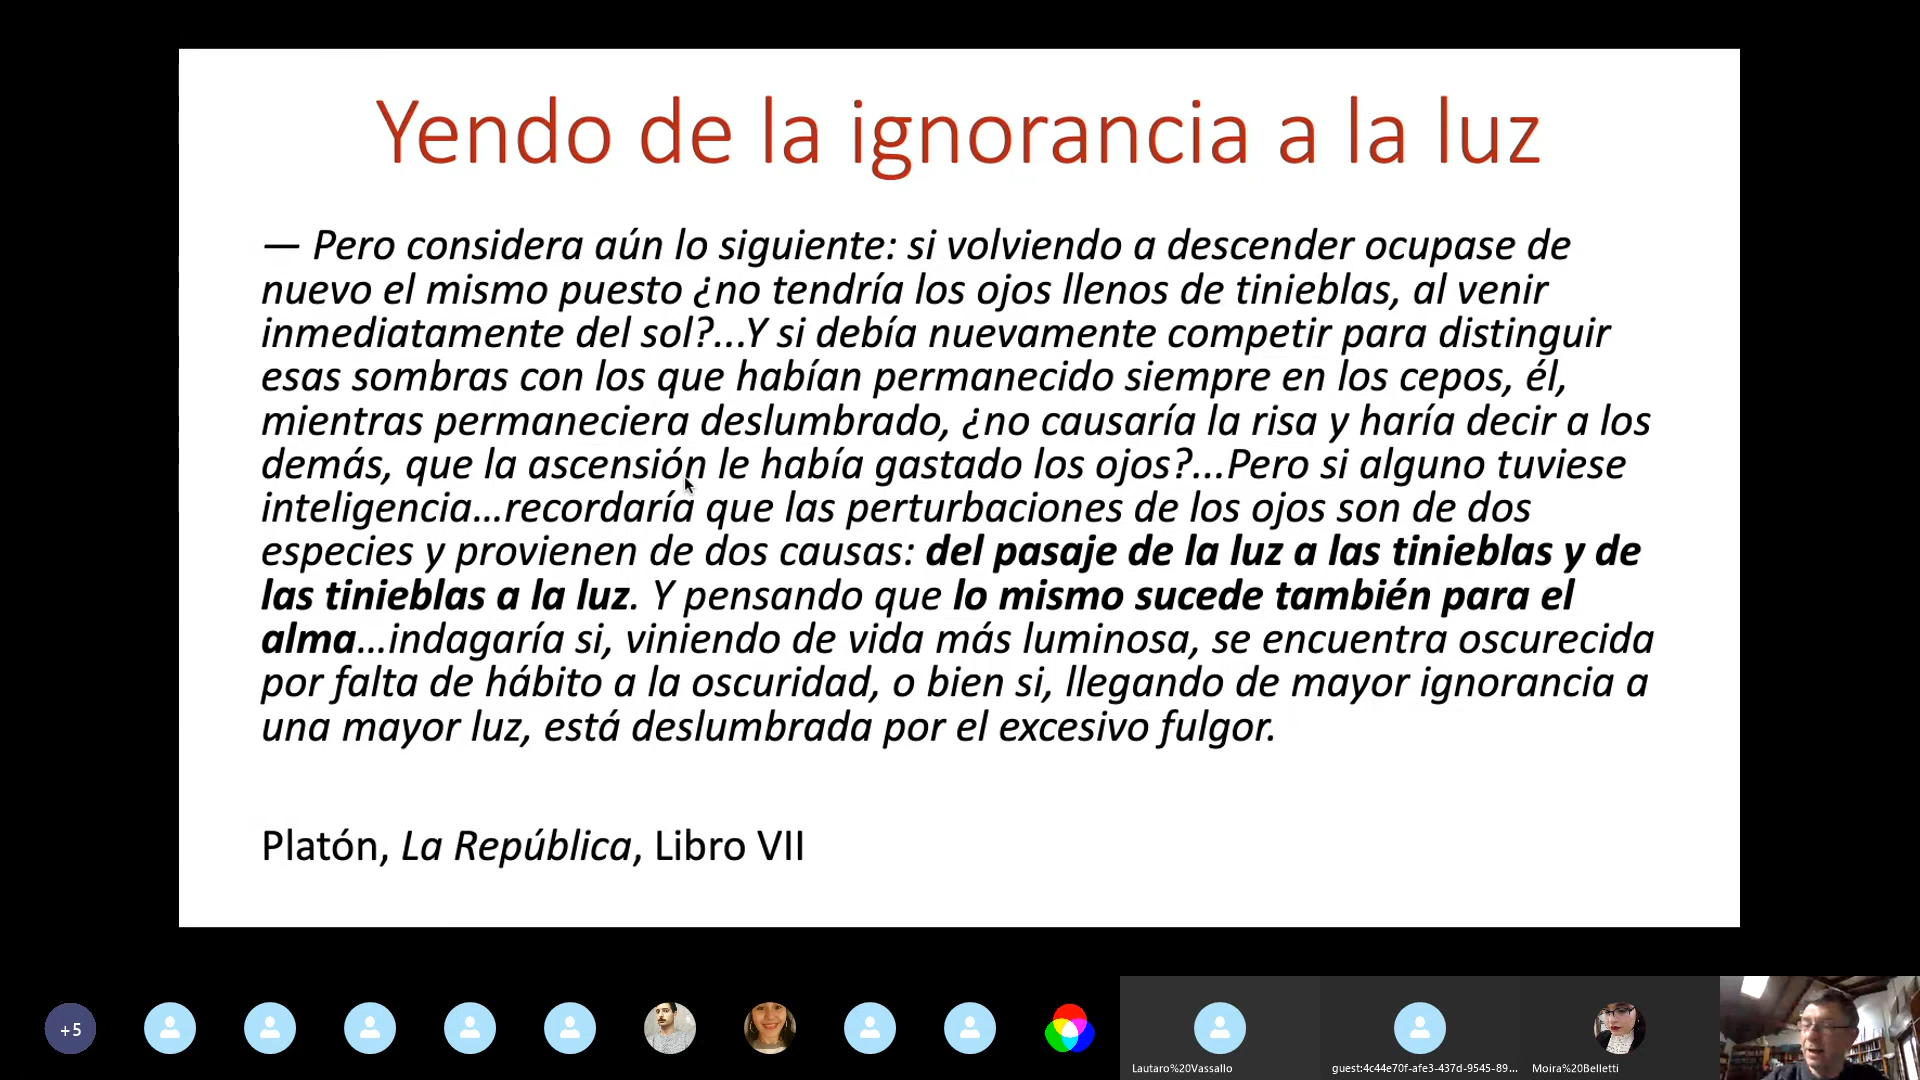 Yendo de la ignorancia a la luz
— Pero considera aún lo siguiente: si volviendo a descender ocupase de
nuevo el mismo puesto ¿no tendría los ojos llenos de tinieblas, al venir
inmediatamente del sol?...Y si debía nuevamente competir para distinguir
esas sombras con los que habían permanecido siempre en los cepos, él,
mientras permaneciera deslumbrado, ¿no causaría la risa y haría decir a los
demás, que la ascensión le había gastado los ojos?...Pero si alguno tuviese
inteligencia...recordaría que las perturbaciones de los ojos son de dos
especies y provienen de dos causas: del pasaje de la luz a las tinieblas y de
las tinieblas a la luz. Y pensando que lo mismo sucede también para el
alma...indagaría si, viniendo de vida más luminosa, se encuentra oscurecida
por falta de hábito a la oscuridad, o bien si, llegando de mayor ignorancia a
una mayor luz, está deslumbrada por el excesivo fulgor.
Platón, La República, Libro VII
+5
Lautaro%20Vassallo
guest:4c44e70f-afe3-437d-9545-89...
Moira%20Belletti